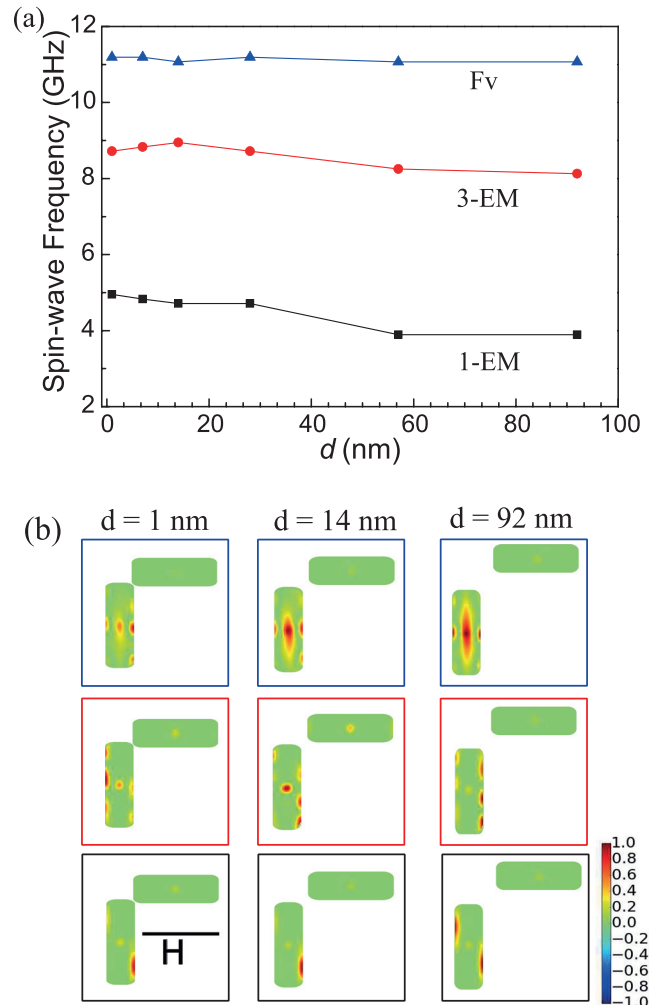 (a)
Spin-wave Frequency (GHz)
12
10
8
6
4
2
Fv
3-EM
1-EM
0
20
40
60
80
100
d (nm)
(b)
d = 1 nm
d = 14 nm
d = 92 nm
H
1.0
0.8
0.6
0.4
0.2
0.0
−0.2
−0.4
−0.6
−0.8
−1.0